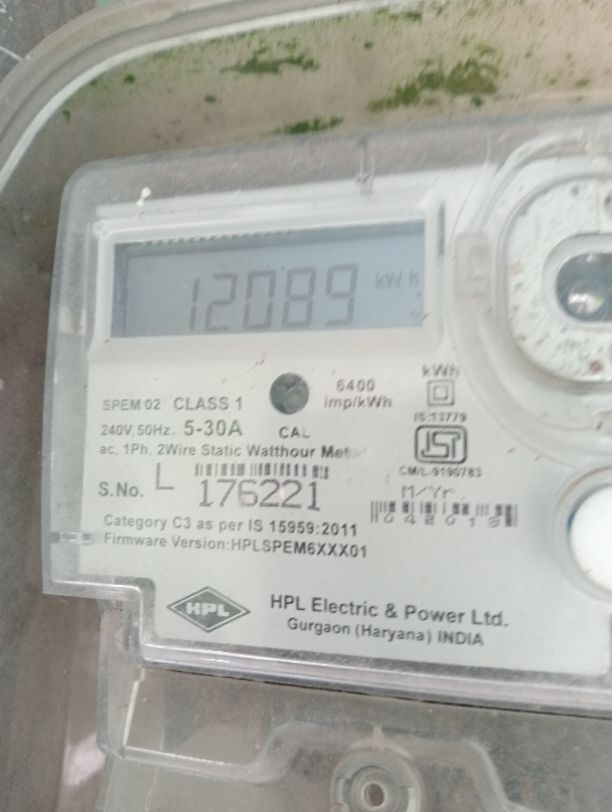 12089 kWh
6400
imp/kWh
kWh
SPEM 02 CLASS 1
CAL
IS:13779
240V, 50Hz, 5-30A
ac, 1Ph, 2Wire Static Watthour Meter
CM/L-9190783
S.No. L 176221
M/Yr.
042018
Category C3 as per IS 15959:2011
Firmware Version:HPLSPEM6XXX01
HPL
HPL Electric & Power Ltd.
Gurgaon (Haryana) INDIA